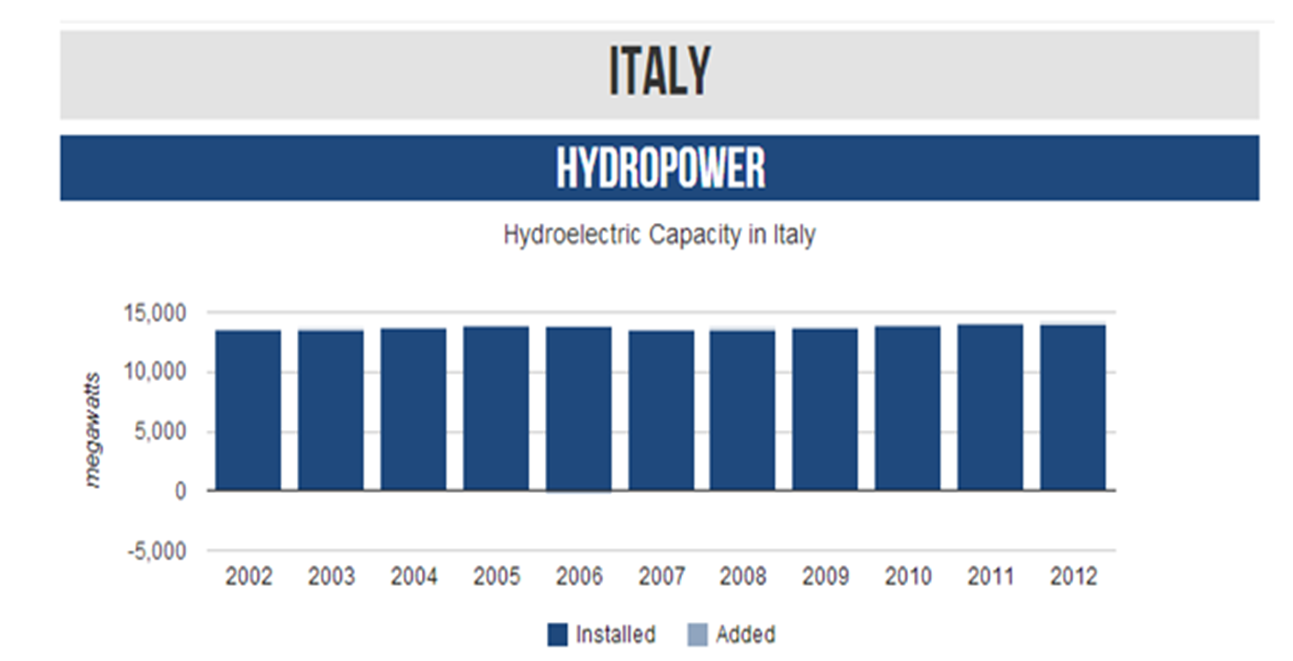 ITALY
HYDROPOWER
Hydroelectric Capacity in Italy
megawatts
15,000
10,000
5,000
0
-5,000
2002 2003 2004 2005 2006 2007 2008 2009 2010 2011 2012
Installed Added